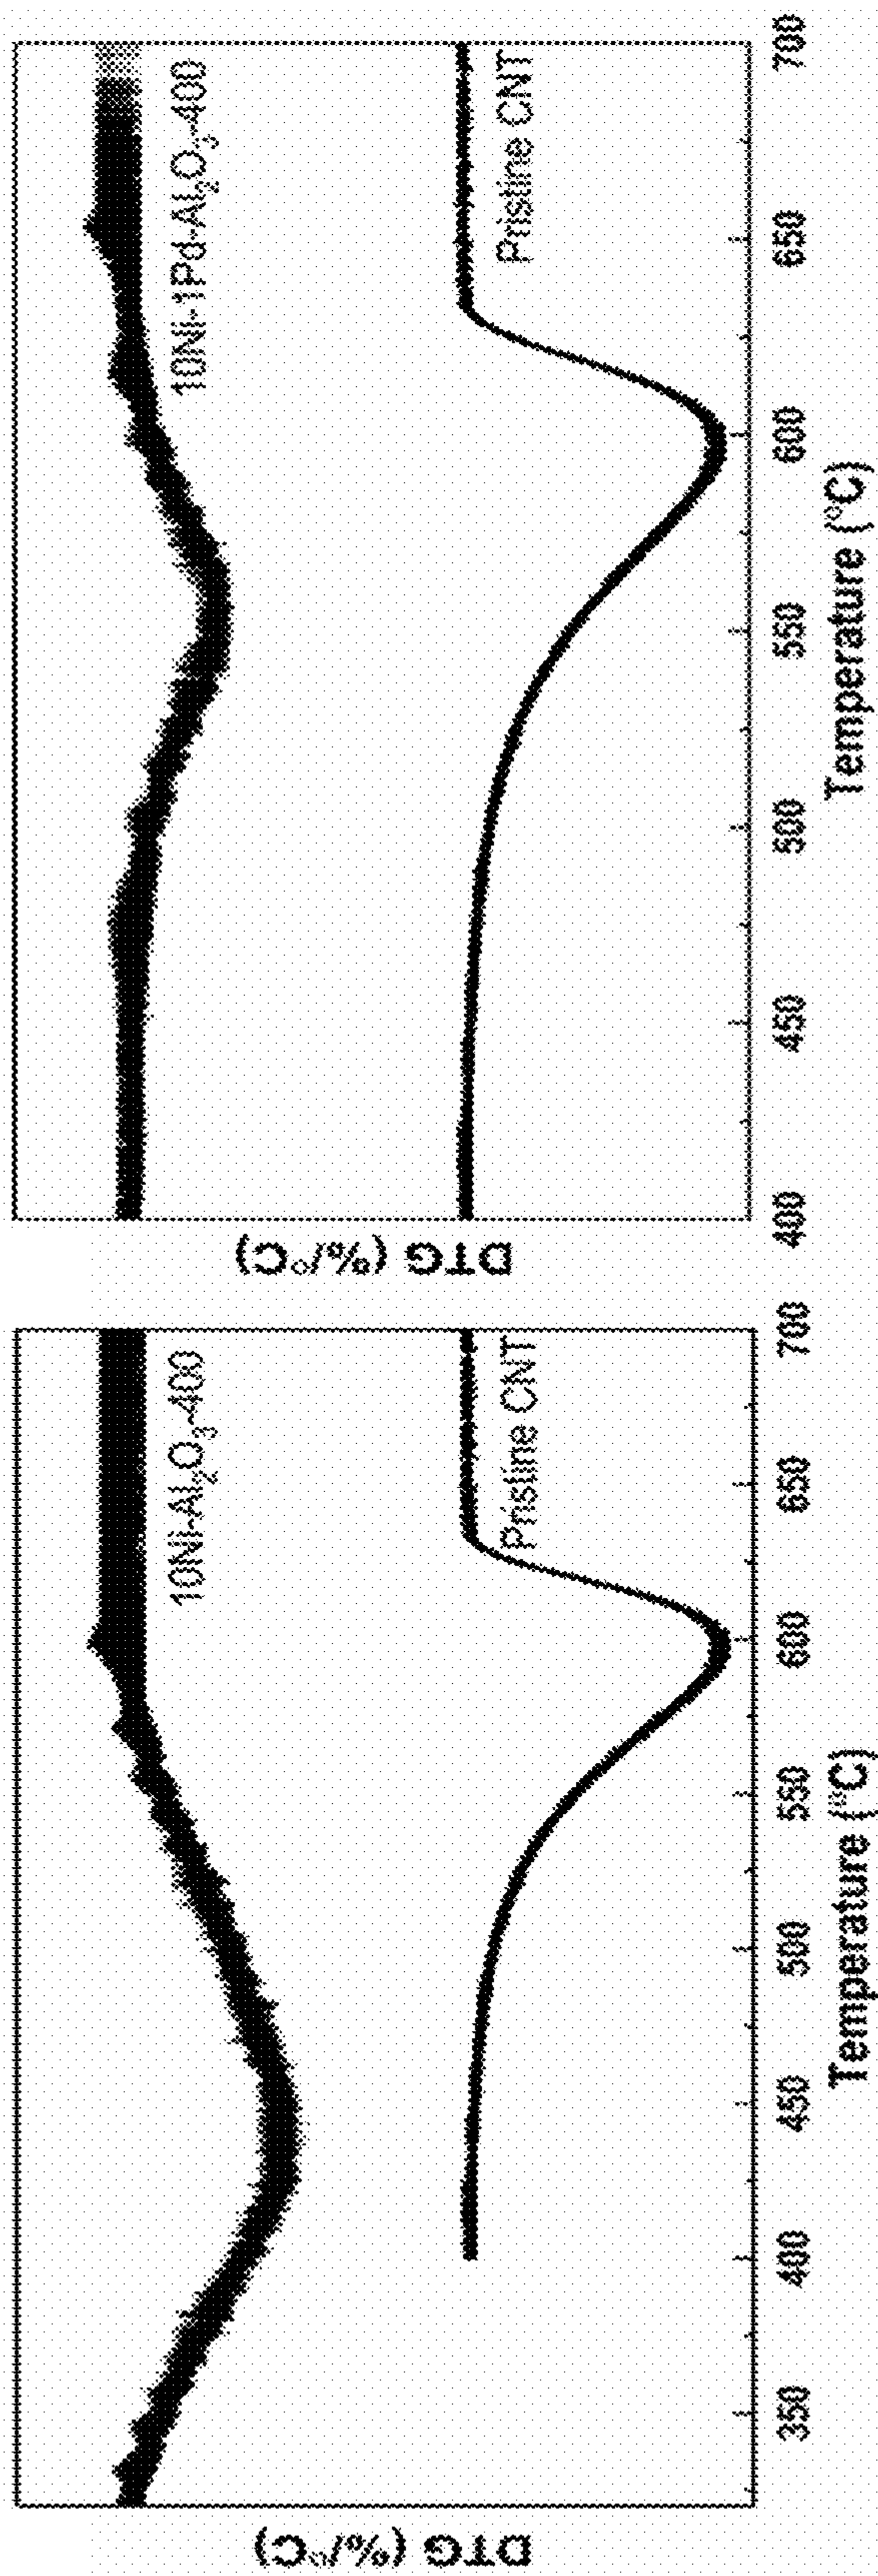 DTG (%/°C)
10Ni-Al2O3-400
Pristine CNT
350
400
450
500
550
600
650
700
Temperature (°C)
DTG (%/°C)
10Ni-1Pd-Al2O3-400
Pristine CNT
400
450
500
550
600
650
700
Temperature (°C)